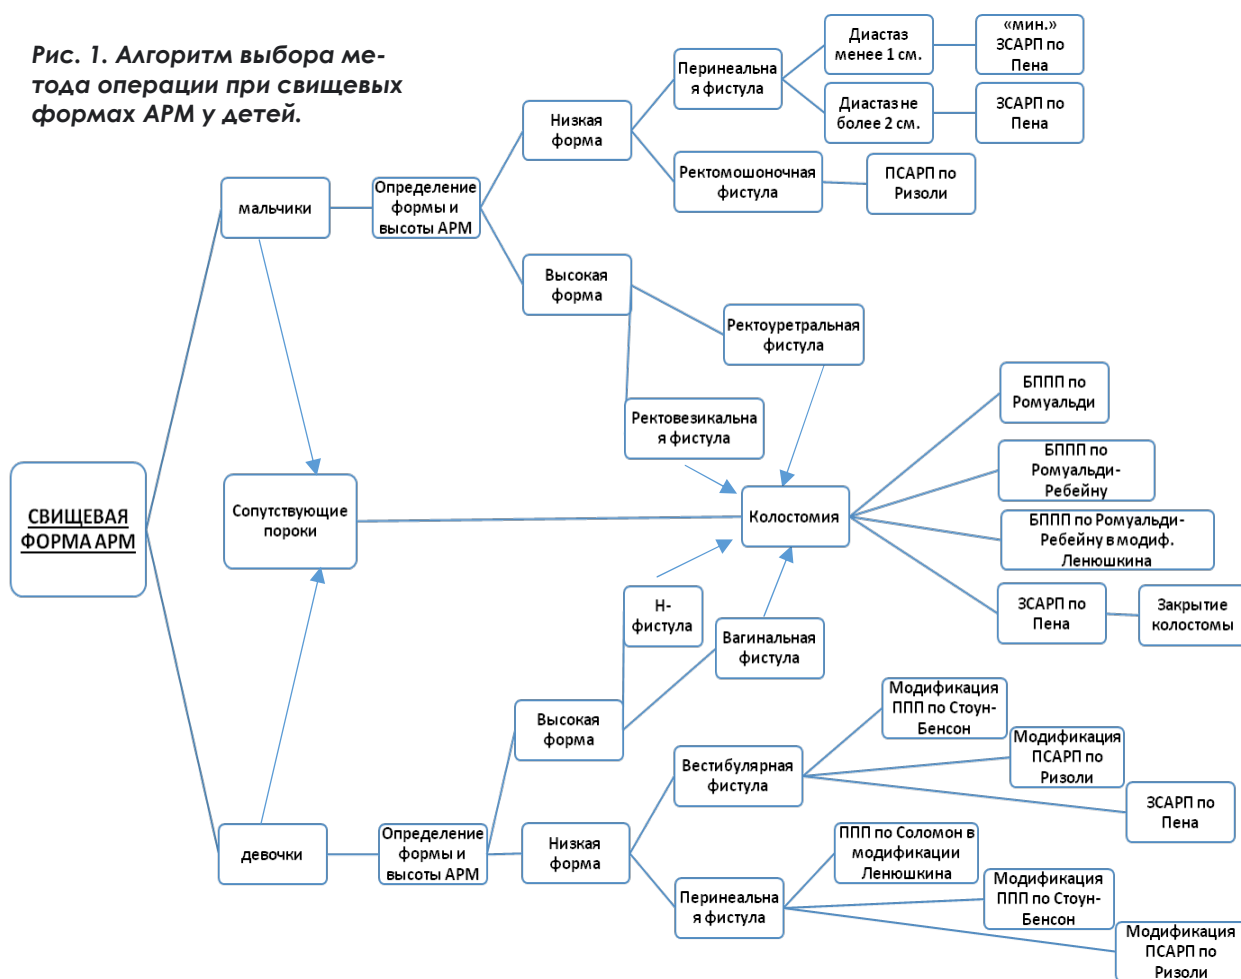 Рис. 1. Алгоритм выбора ме-
тода операции при свищевых
формах АРМ у детей.
СВИЩЕВАЯ
ФОРМА АРМ
мальчики
Определение
формы и
высоты АРМ
Низкая
форма
Перинеальна
я фистула
Диастаз
менее 1 см.
«мин.»
ЗСАРП по
Пена
Диастаз не
более 2 см.
ЗСАРП по
Пена
Ректомошоночная
фистула
ПСАРП по
Ризоли
Высокая
форма
Ректоуретральная
фистула
Ректовезикальна
я фистула
Сопутствующие
пороки
Колостомия
БППП по
Ромуальди
БППП по
Ромуальди-
Ребейну
БППП по Ромуальди-
Ребейну в модиф.
Ленюшкина
ЗСАРП по
Пена
Закрытие
колостомы
Н-
фистула
Вагинальная
фистула
Высокая
форма
девочки
Определение
формы и
высоты АРМ
Низкая
форма
Вестибулярная
фистула
Модификация
ППП по Стоун-
Бенсон
Модификация
ПСАРП по
Ризоли
ЗСАРП по
Пена
Перинеальна
я фистула
ППП по Соломон в
модификации
Ленюшкина
Модификация
ППП по Стоун-
Бенсон
Модификация
ПСАРП по
Ризоли